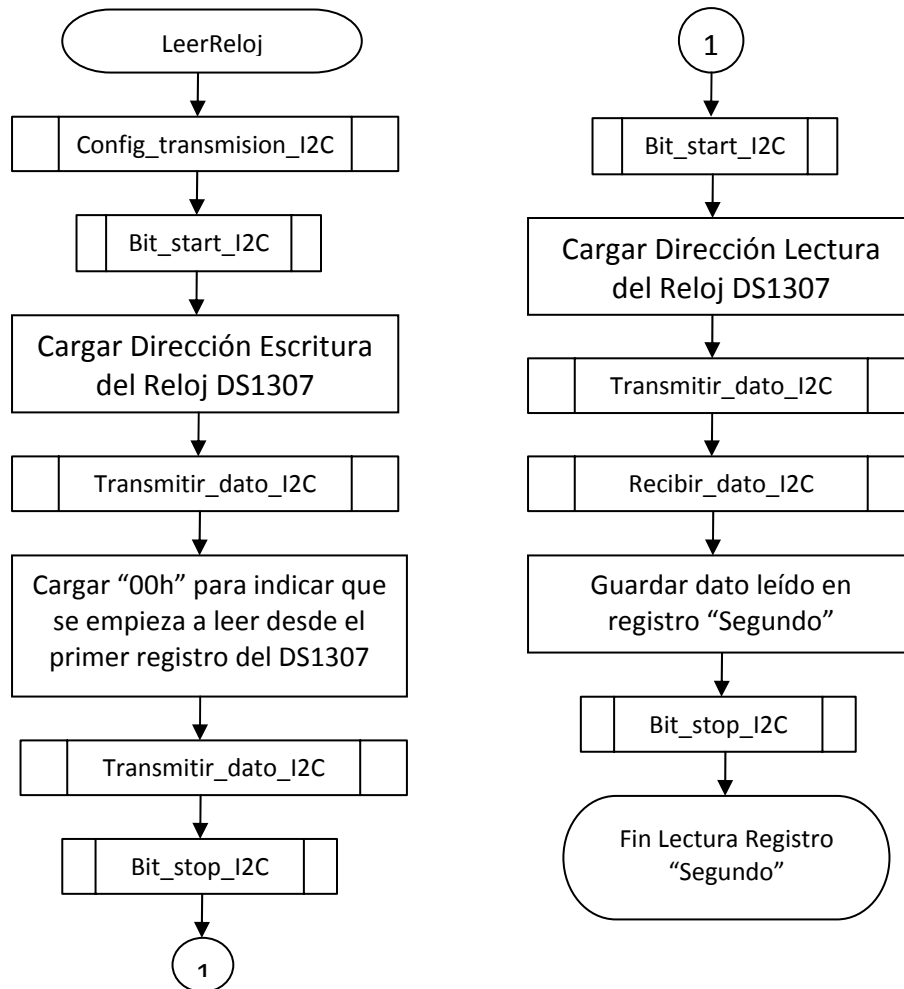 LeerReloj
Config_transmision_I2C
Bit_start_I2C
Cargar Dirección Escritura
del Reloj DS1307
Transmitir_dato_I2C
Cargar “00h” para indicar que
se empieza a leer desde el
primer registro del DS1307
Transmitir_dato_I2C
Bit_stop_I2C
1
1
Bit_start_I2C
Cargar Dirección Lectura
del Reloj DS1307
Transmitir_dato_I2C
Recibir_dato_I2C
Guardar dato leído en
registro “Segundo”
Bit_stop_I2C
Fin Lectura Registro
“Segundo”